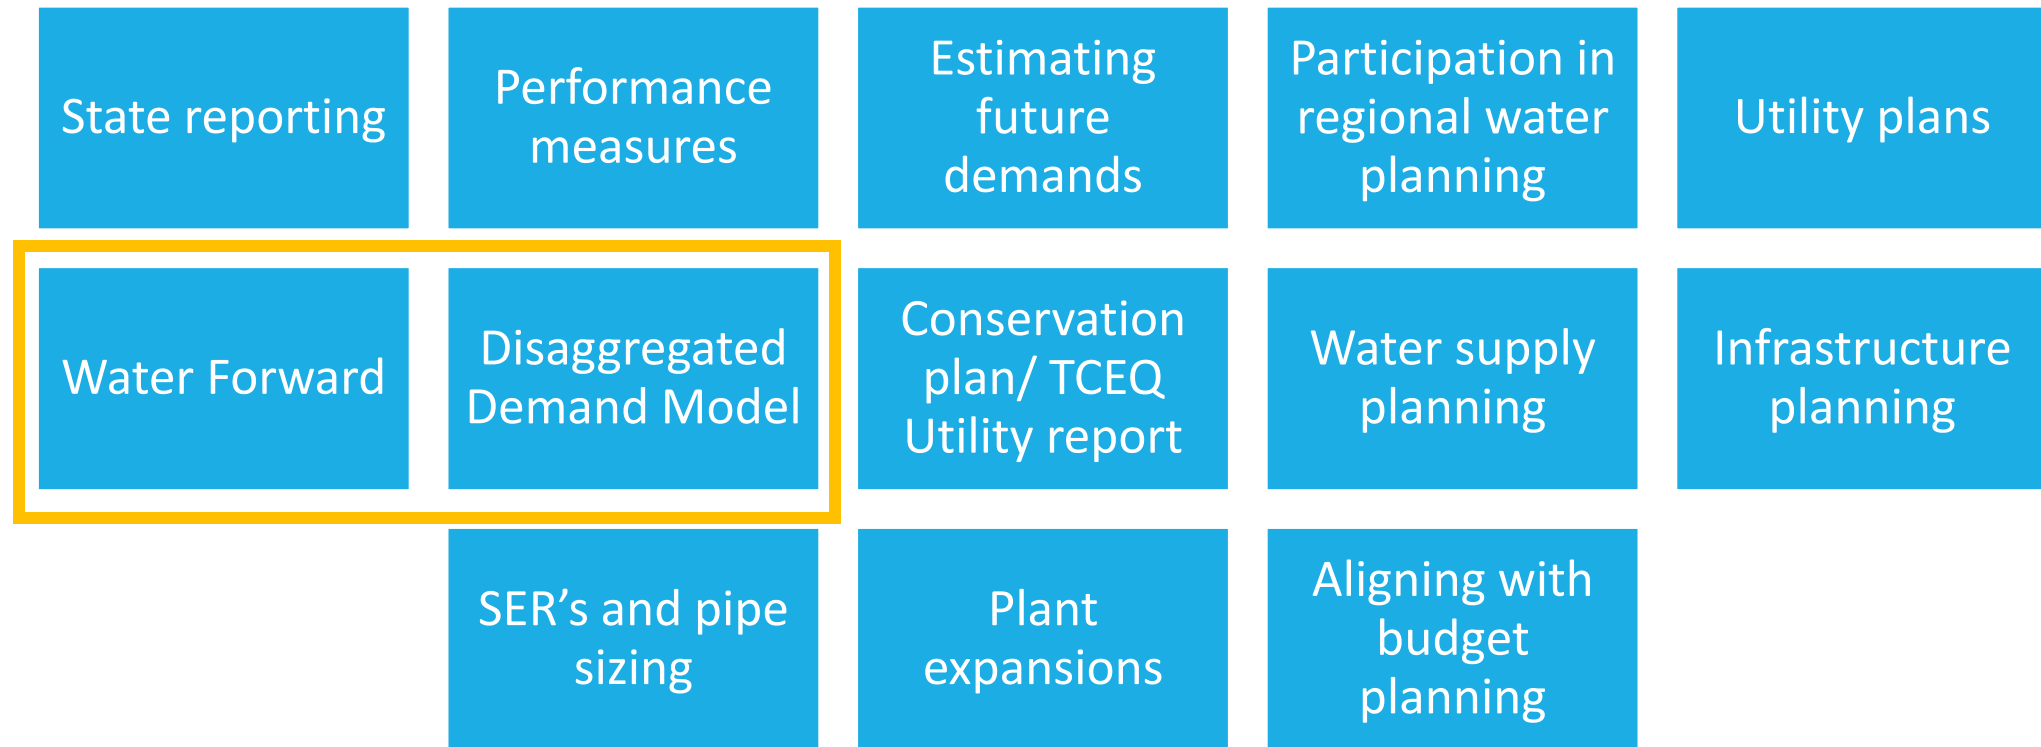 State reporting
Performance
measures
Estimating
future
demands
Participation in
regional water
planning
Utility plans
Water Forward
Disaggregated
Demand Model
Conservation
plan/ TCEQ
Utility report
Water supply
planning
Infrastructure
planning
SER’s and pipe
sizing
Plant
expansions
Aligning with
budget
planning